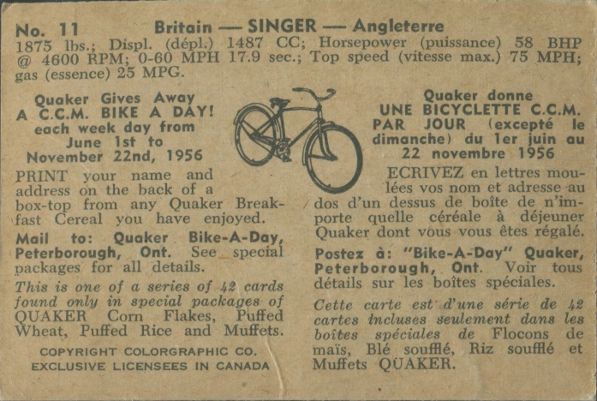 No. 11 Britain — SINGER — Angleterre
1875 lbs.; Displ. (dépl.) 1487 CC; Horsepower (puissance) 58 BHP
@ 4600 RPM; 0-60 MPH 17.9 sec.; Top speed (vitesse max.) 75 MPH;
gas (essence) 25 MPG.
Quaker Gives Away
A C.C.M. BIKE A DAY!
each week day from
June 1st to
November 22nd, 1956
PRINT your name and
address on the back of a
box-top from any Quaker Break-
fast Cereal you have enjoyed.
Mail to: Quaker Bike-A-Day,
Peterborough, Ont. See special
packages for all details.
This is one of a series of 42 cards
found only in special packages of
QUAKER Corn Flakes, Puffed
Wheat, Puffed Rice and Muffets.
COPYRIGHT COLORGRAPHIC CO.
EXCLUSIVE LICENSEES IN CANADA
Quaker donne
UNE BICYCLETTE C.C.M.
PAR JOUR (excepté le
dimanche) du 1er juin au
22 novembre 1956
ECRIVEZ en lettres mou-
lées vos nom et adresse au
dos d'un dessus de boîte de n'im-
porte quelle céréale à déjeuner
Quaker dont vous vous êtes régalé.
Postez à: "Bike-A-Day" Quaker,
Peterborough, Ont. Voir tous
détails sur les boîtes spéciales.
Cette carte est d'une série de 42
cartes incluses seulement dans les
boîtes spéciales de Flocons de
maïs, Blé soufflé, Riz soufflé et
Muffets QUAKER.